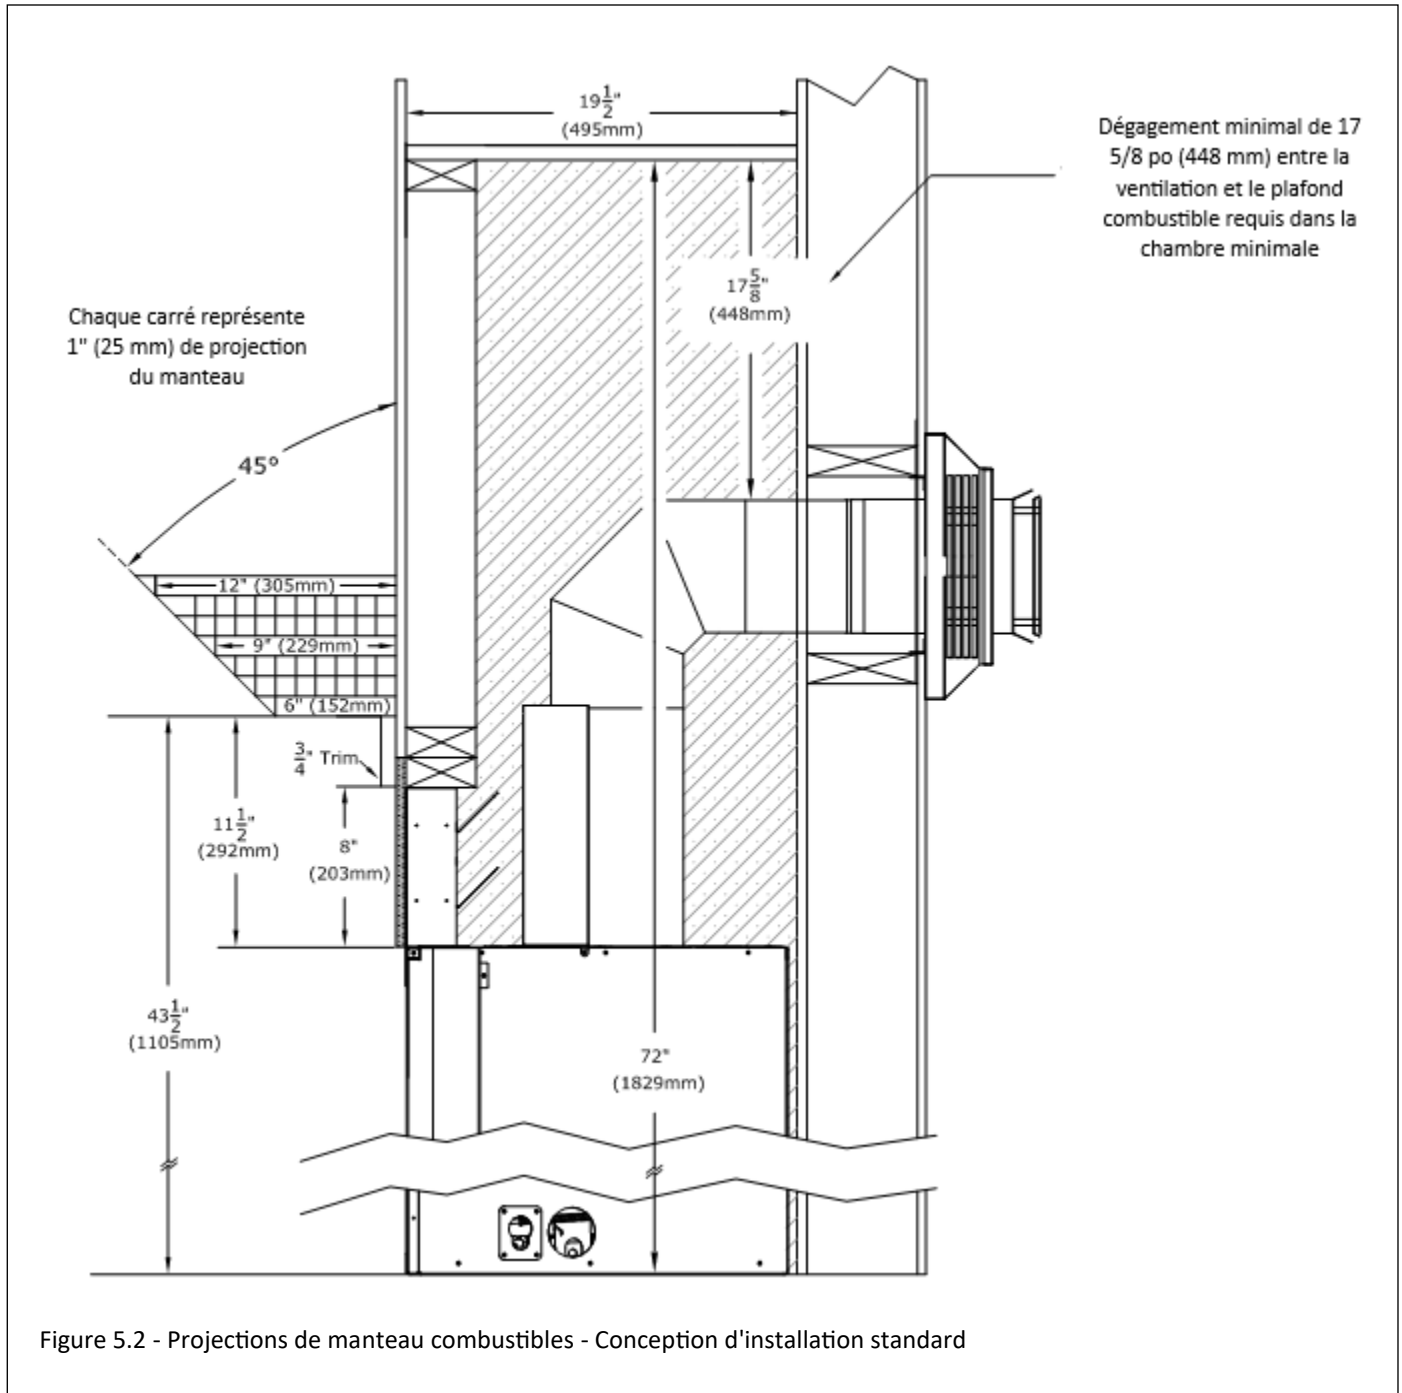 19 1/2"
(495mm)
Dégagement minimal de 17
5/8 po (448 mm) entre la
ventilation et le plafond
combustible requis dans la
chambre minimale
17 5/8"
(448mm)
Chaque carré représente
1" (25 mm) de projection
du manteau
45°
12" (305mm)
9" (229mm)
6" (152mm)
3/4" Trim
11 1/2"
(292mm)
8"
(203mm)
43 1/2"
(1105mm)
72"
(1829mm)
Figure 5.2 - Projections de manteau combustibles - Conception d'installation standard